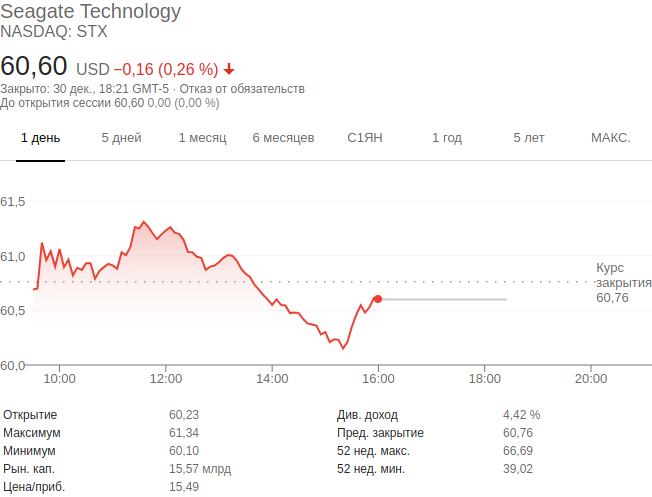 Seagate Technology
NASDAQ: STX
60,60 USD −0,16 (0,26 %)
Закрыто: 30 дек., 18:21 GMT-5 · Отказ от обязательств
До открытия сессии 60,60 0,00 (0,00 %)
1 день 5 дней 1 месяц 6 месяцев С1ЯН 1 год 5 лет МАКС.
61,5
61,0
Курс
закрытия
60,76
60,5
60,0
10:00 12:00 14:00 16:00 18:00 20:00
Открытие 60,23 Див. доход 4,42 %
Максимум 61,34 Пред. закрытие 60,76
Минимум 60,10 52 нед. макс. 66,69
Рын. кап. 15,57 млрд 52 нед. мин. 39,02
Цена/приб. 15,49